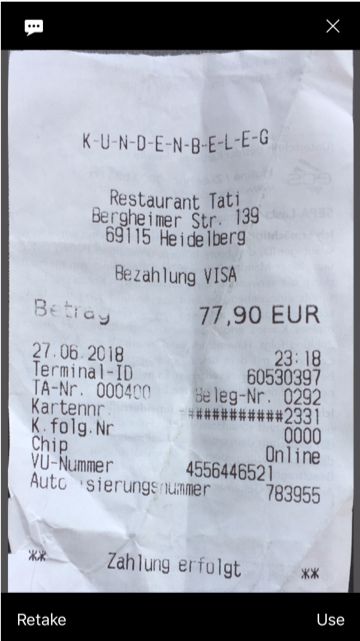 K-U-N-D-E-N-B-E-L-E-G
Restaurant Tati
Bergheimer Str. 139
69115 Heidelberg
Bezahlung VISA
Betrag 77,90 EUR
27.06.2018 23:18
Terminal-ID 60530397
TA-Nr. 000400 Beleg-Nr. 0292
Kartennr. ############2331
K.folg.Nr 0000
Chip Online
VU-Nummer 4556446521
783955
** Zahlung erfolgt **
Retake Use